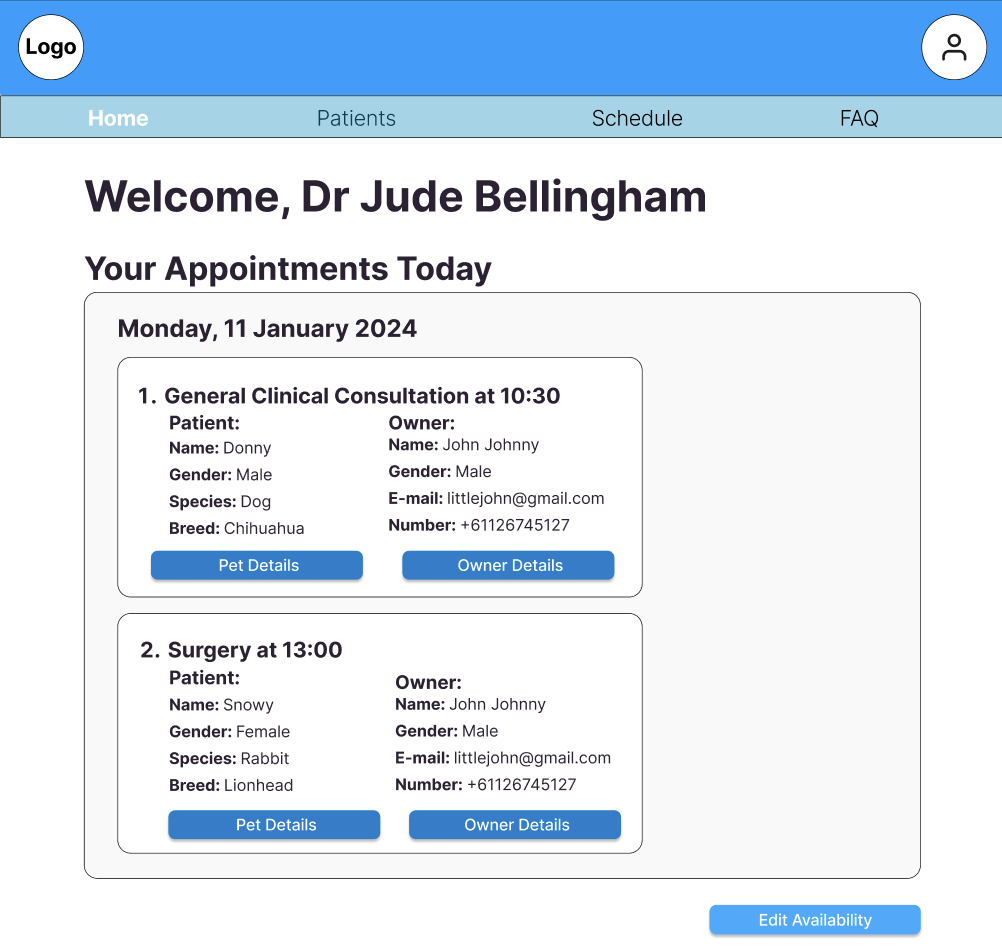 Logo
Home Patients Schedule FAQ
Welcome, Dr Jude Bellingham
Your Appointments Today
Monday, 11 January 2024
1. General Clinical Consultation at 10:30
Patient:
Name: Donny
Gender: Male
Species: Dog
Breed: Chihuahua
Owner:
Name: John Johnny
Gender: Male
E-mail: littlejohn@gmail.com
Number: +61126745127
Pet Details
Owner Details
2. Surgery at 13:00
Patient:
Name: Snowy
Gender: Female
Species: Rabbit
Breed: Lionhead
Owner:
Name: John Johnny
Gender: Male
E-mail: littlejohn@gmail.com
Number: +61126745127
Pet Details
Owner Details
Edit Availability